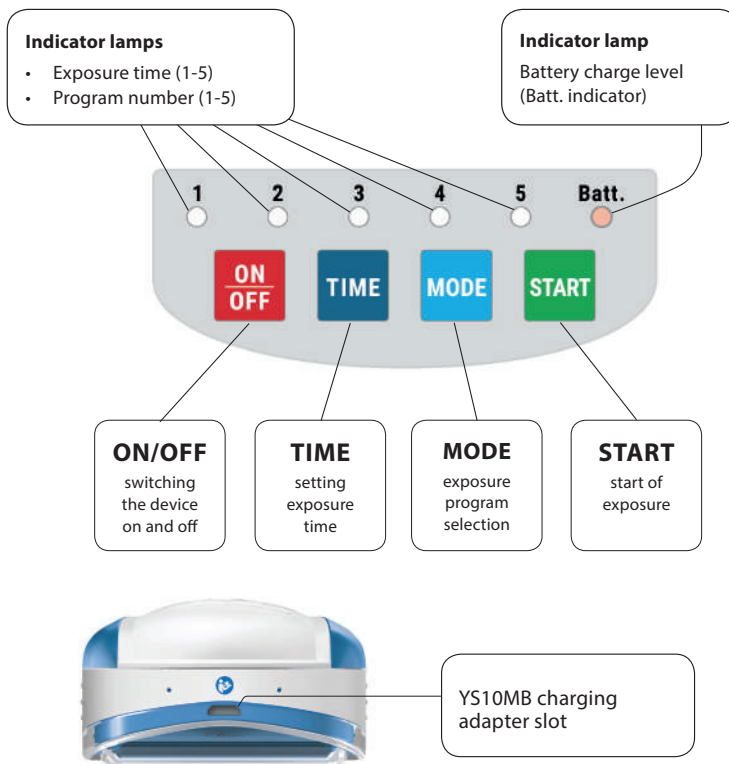 Indicator lamps
• Exposure time (1-5)
• Program number (1-5)
Indicator lamp
Battery charge level
(Batt. indicator)
1 2 3 4 5 Batt.
ON
OFF
TIME
MODE
START
ON/OFF
switching
the device
on and off
TIME
setting
exposure
time
MODE
exposure
program
selection
START
start of
exposure
YS10MB charging
adapter slot